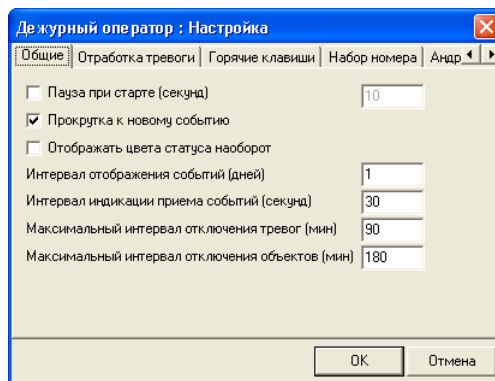 Дежурный оператор : Настройка
Общие Отработка тревоги Горячие клавиши Набор номера Андр
Пауза при старте (секунд) 10
Прокрутка к новому событию
Отображать цвета статуса наоборот
Интервал отображения событий (дней) 1
Интервал индикации приема событий (секунд) 30
Максимальный интервал отключения тревог (мин) 90
Максимальный интервал отключения объектов (мин) 180
OK Отмена